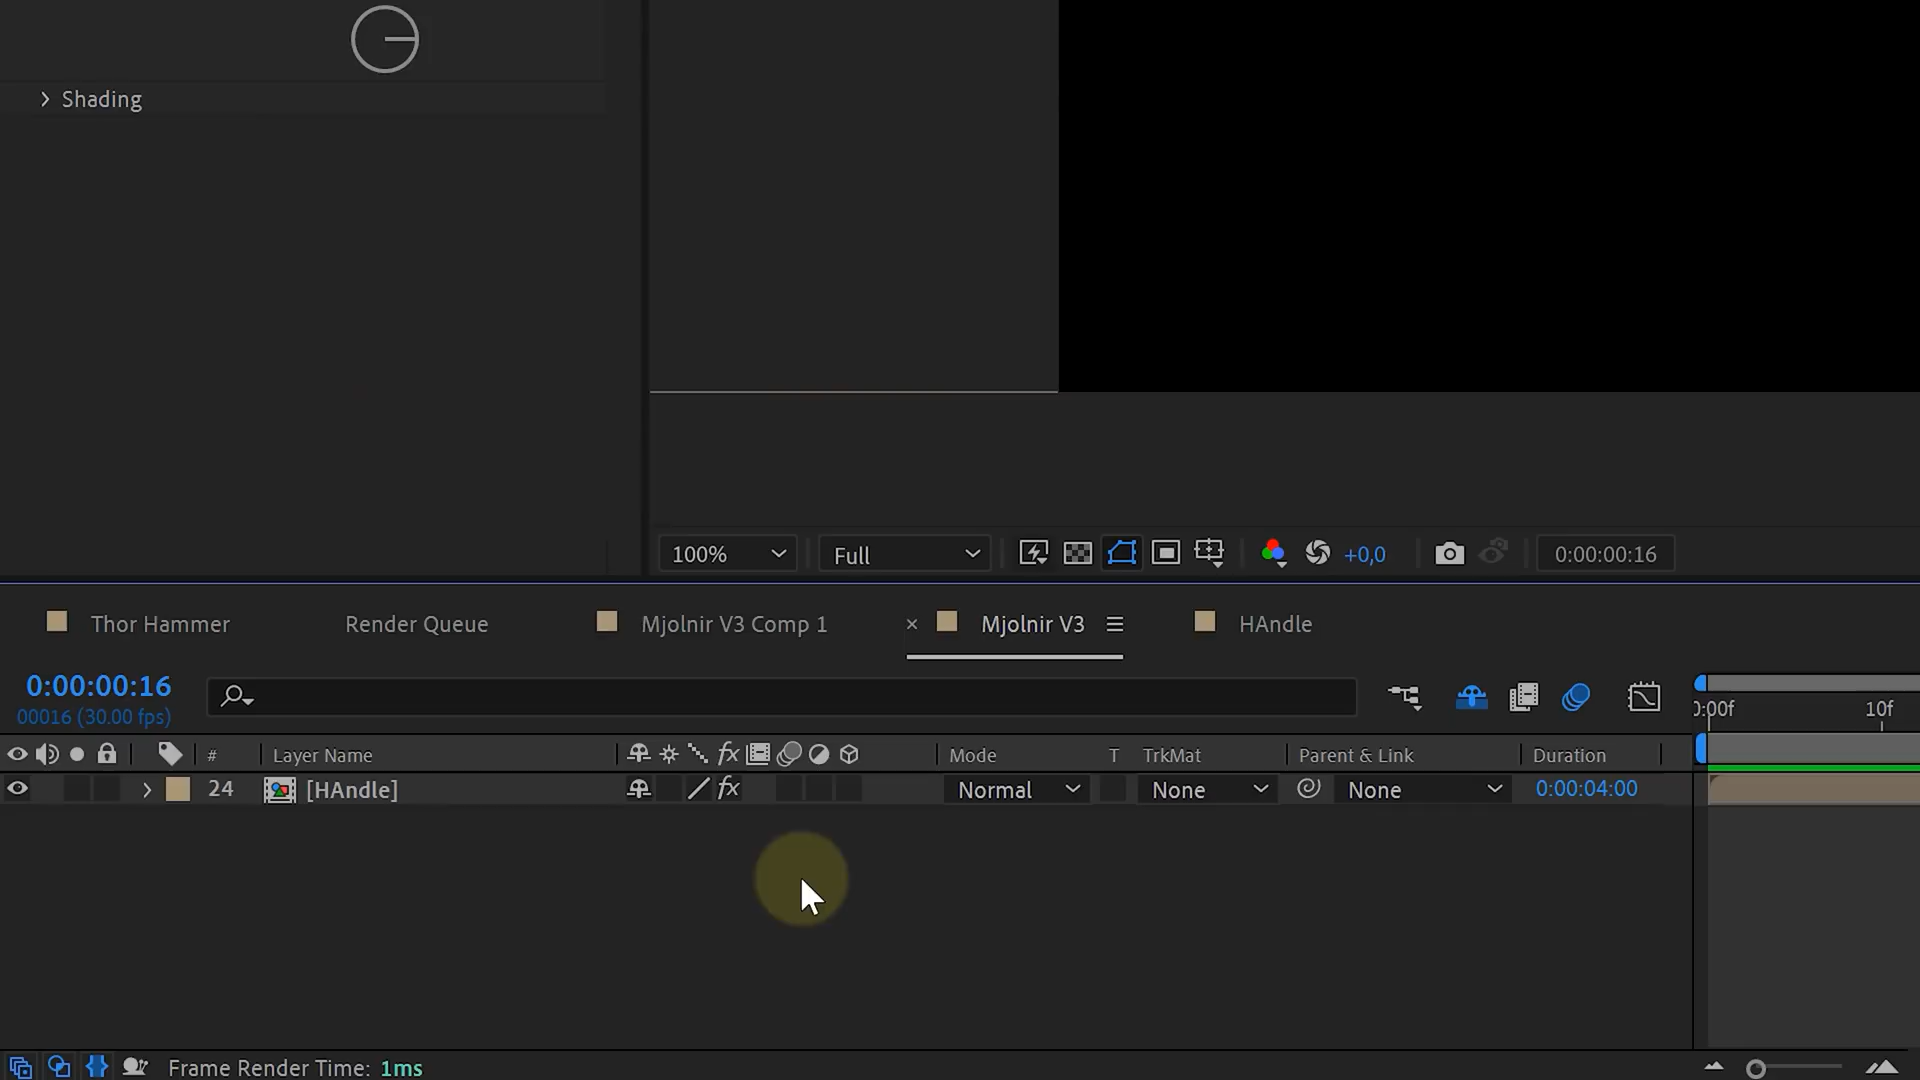 Shading
100%
Full
+0,0
0:00:00:16
Thor Hammer
Render Queue
Mjolnir V3 Comp 1
× Mjolnir V3
HAndle
0:00:00:16
00016 (30.00 fps)
0:00f
10f
#
Layer Name
fx
Mode
T
TrkMat
Parent & Link
Duration
24
[HAndle]
fx
Normal
None
None
0:00:04:00
Frame Render Time: 1ms